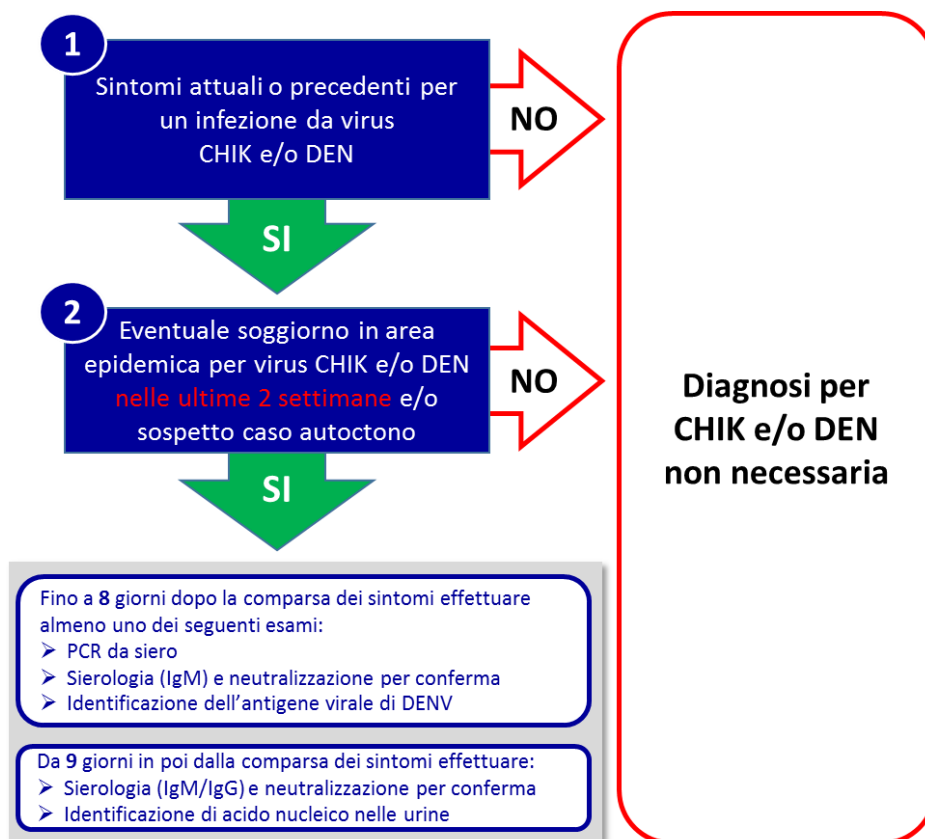 1
Sintomi attuali o precedenti per
un infezione da virus
CHIK e/o DEN
NO
SI
2
Eventuale soggiorno in area
epidemica per virus CHIK e/o DEN
nelle ultime 2 settimane e/o
sospetto caso autoctono
NO
SI
Diagnosi per
CHIK e/o DEN
non necessaria
Fino a 8 giorni dopo la comparsa dei sintomi effettuare
almeno uno dei seguenti esami:
➢ PCR da siero
➢ Sierologia (IgM) e neutralizzazione per conferma
➢ Identificazione dell’antigene virale di DENV
Da 9 giorni in poi dalla comparsa dei sintomi effettuare:
➢ Sierologia (IgM/IgG) e neutralizzazione per conferma
➢ Identificazione di acido nucleico nelle urine